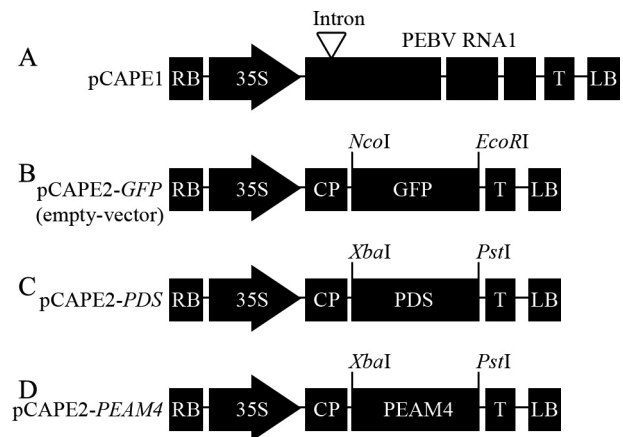 Intron
A
PEBV RNA1
pCAPE1 RB 35S T LB
NcoI EcoRI
B
pCAPE2-GFP RB 35S CP GFP T LB
(empty-vector)
XbaI PstI
C
pCAPE2-PDS RB 35S CP PDS T LB
XbaI PstI
D
pCAPE2-PEAM4 RB 35S CP PEAM4 T LB